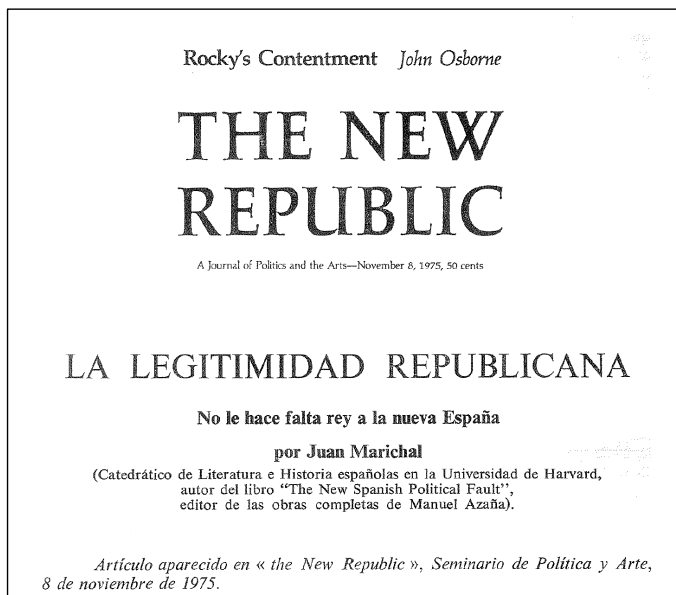 Rocky's Contentment John Osborne
THE NEW
REPUBLIC
A Journal of Politics and the Arts—November 8, 1975, 50 cents
LA LEGITIMIDAD REPUBLICANA
No le hace falta rey a la nueva España
por Juan Marichal
(Catedrático de Literatura e Historia españolas en la Universidad de Harvard,
autor del libro "The New Spanish Political Fault",
editor de las obras completas de Manuel Azaña).
Artículo aparecido en « the New Republic », Seminario de Política y Arte,
8 de noviembre de 1975.